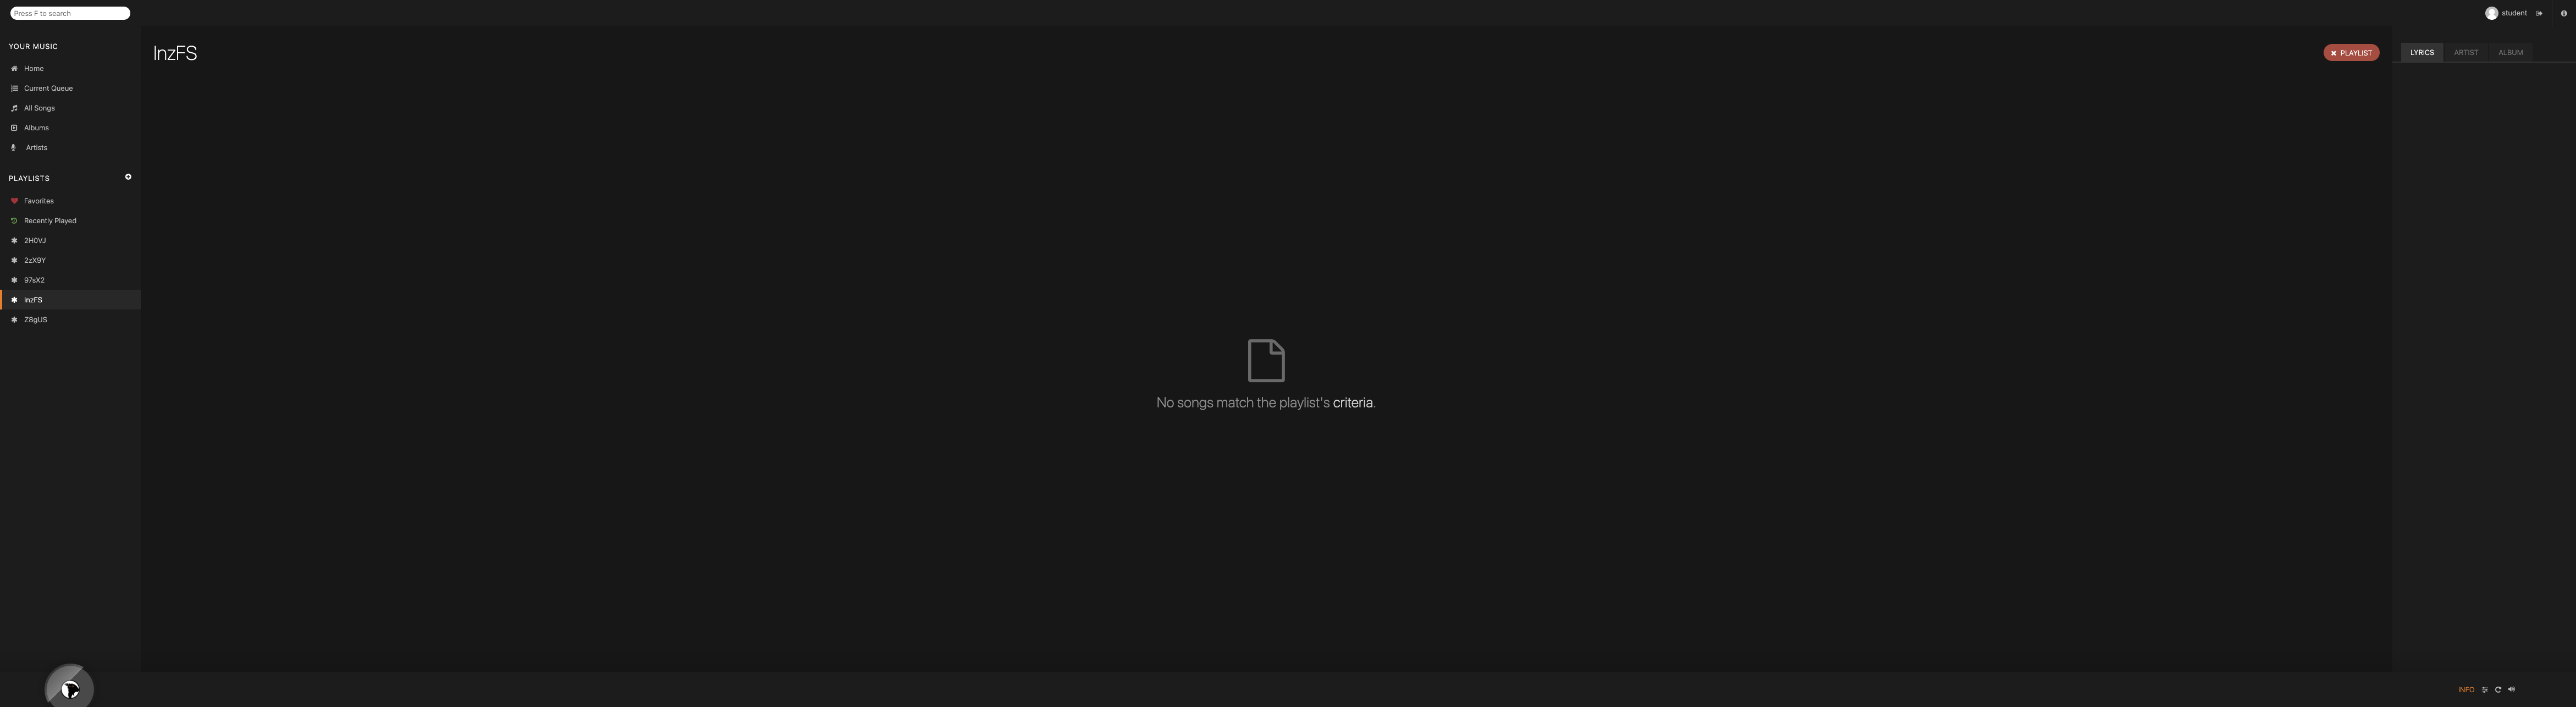 Press F to search
student
YOUR MUSIC
Home
Current Queue
All Songs
Albums
Artists
PLAYLISTS
Favorites
Recently Played
2H0VJ
2zX9Y
97sX2
lnzFS
Z8gUS
lnzFS
PLAYLIST
No songs match the playlist's criteria.
LYRICS ARTIST ALBUM
INFO